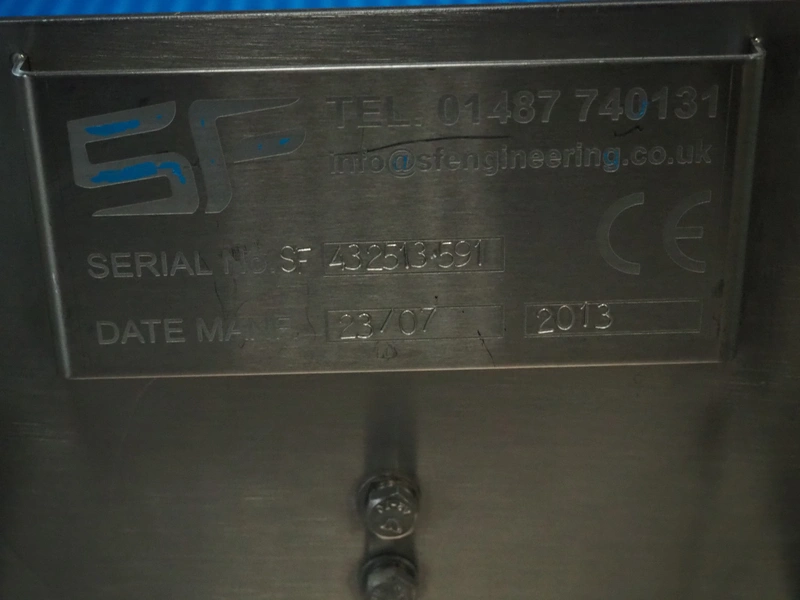 SF
TEL. 01487 740131
info@sfengineering.co.uk
SERIAL No. SF 432513·591
CE
DATE MANF. 23/07 2013